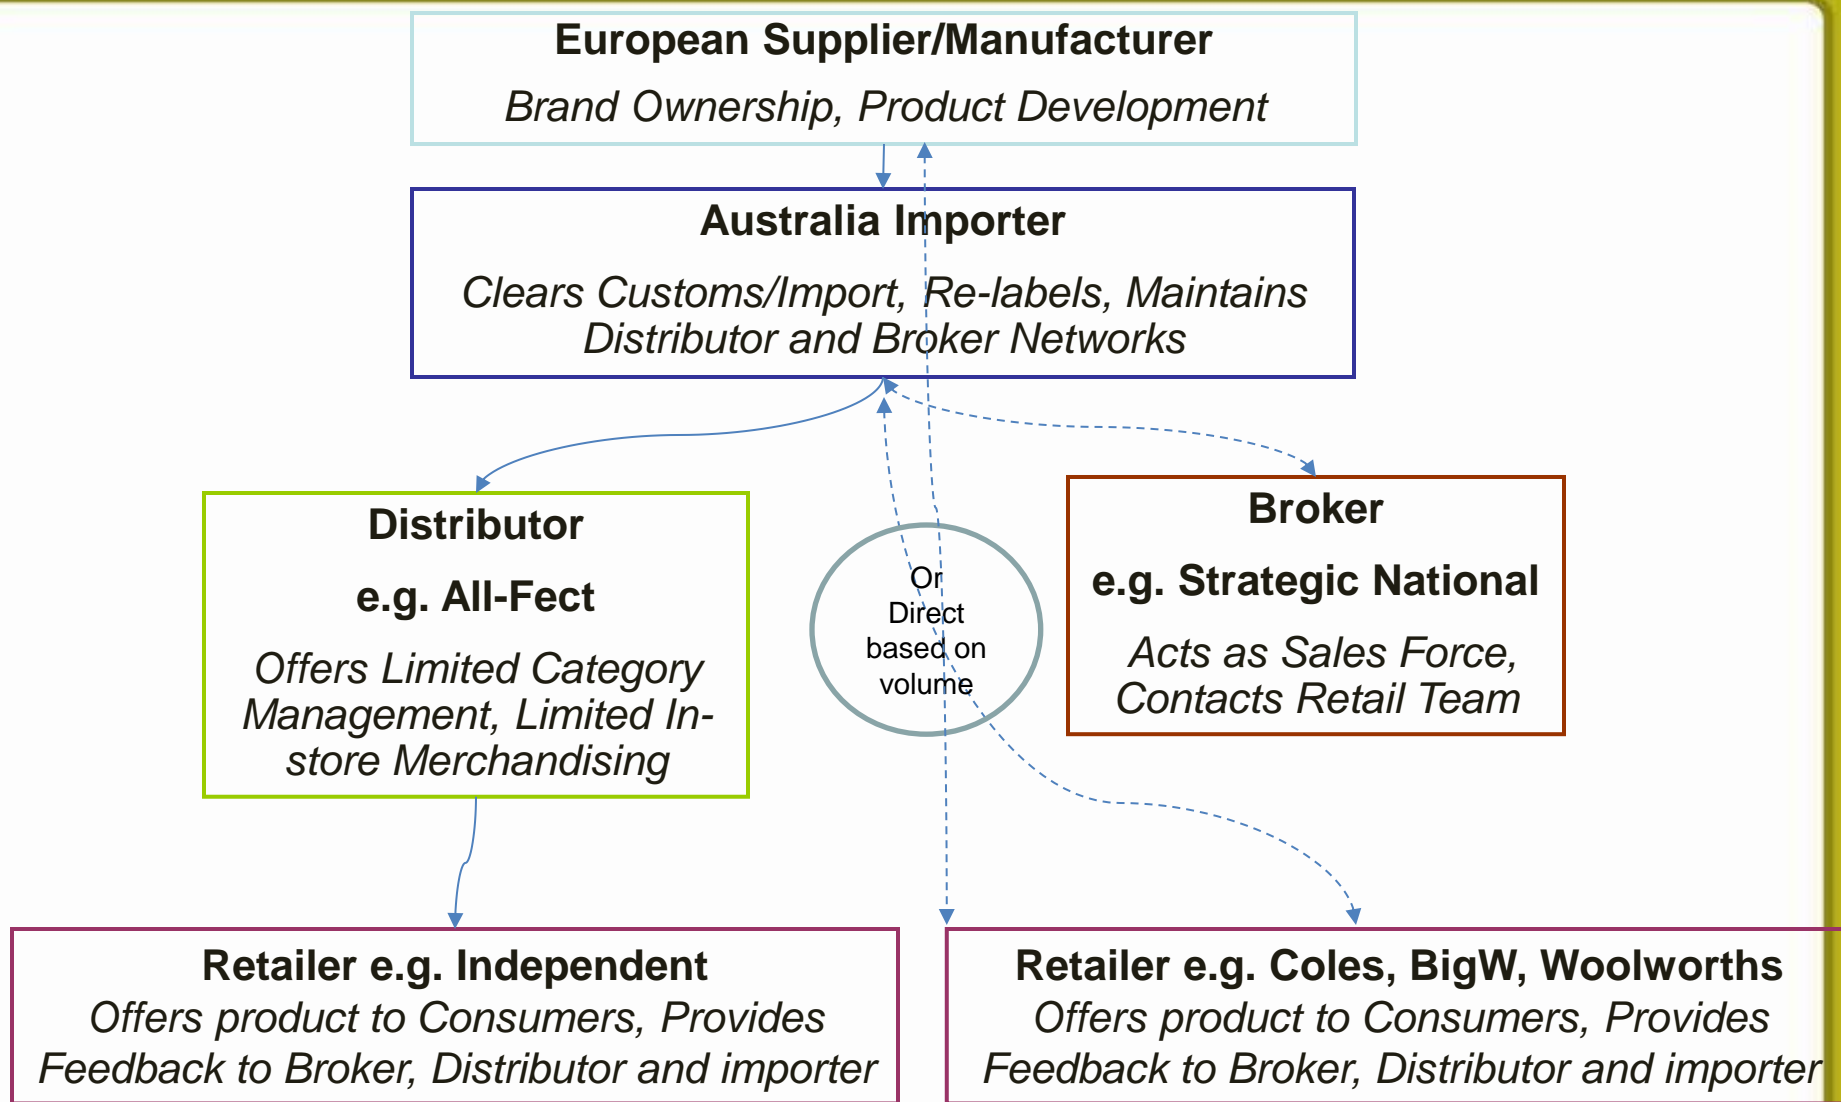 European Supplier/Manufacturer
Brand Ownership, Product Development
Australia Importer
Clears Customs/Import, Re-labels, Maintains
Distributor and Broker Networks
Distributor
e.g. All-Fect
Offers Limited Category
Management, Limited In-
store Merchandising
Or
Direct
based on
volume
Broker
e.g. Strategic National
Acts as Sales Force,
Contacts Retail Team
Retailer e.g. Independent
Offers product to Consumers, Provides
Feedback to Broker, Distributor and importer
Retailer e.g. Coles, BigW, Woolworths
Offers product to Consumers, Provides
Feedback to Broker, Distributor and importer